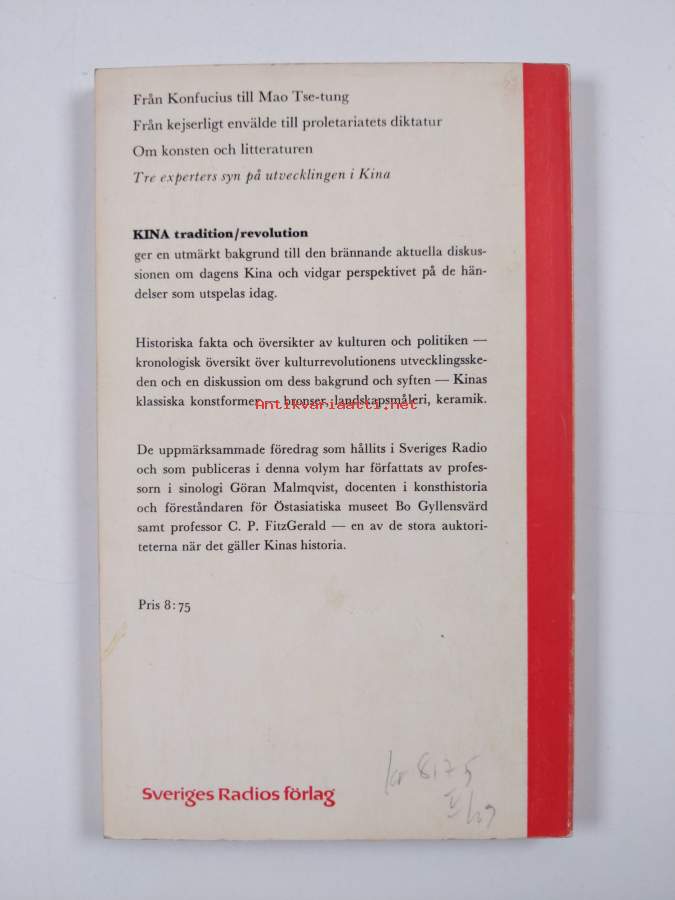 Från Konfucius till Mao Tse-tung
Från kejserligt envälde till proletariatets diktatur
Om konsten och litteraturen
Tre experters syn på utvecklingen i Kina
KINA tradition/revolution
ger en utmärkt bakgrund till den brännande aktuella diskus-
sionen om dagens Kina och vidgar perspektivet på de hän-
delser som utspelas idag.
Historiska fakta och översikter av kulturen och politiken —
kronologisk översikt över kulturrevolutionens utvecklingsske-
den och en diskussion om dess bakgrund och syften — Kinas
klassiska konstformer — bronser, landskapsmåleri, keramik.
Antikvariaatti.net
De uppmärksammade föredrag som hållits i Sveriges Radio
och som publiceras i denna volym har författats av profes-
sorn i sinologi Göran Malmqvist, docenten i konsthistoria
och föreståndaren för Östasiatiska museet Bo Gyllensvärd
samt professor C. P. FitzGerald — en av de stora auktori-
teterna när det gäller Kinas historia.
Pris 8:75
kr 8,75
Sveriges Radios förlag